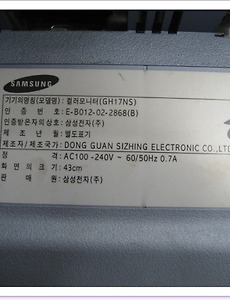 SAMSUNG
기기의명칭(모델명) : 컬러모니터(GH17NS)
인 증 번 호 : E-B012-02-2868(B)
인증받은자의상호 : 삼성전자(주)
제 조 년 월 : 별도표기
제조자/제조국가 : DONG GUAN SIZHING ELECTRONIC CO.,LTD
정 격 : AC100 -240V ~ 60/50Hz 0.7A
화 면 크 기 : 43cm
판 매 원 : 삼성전자(주)